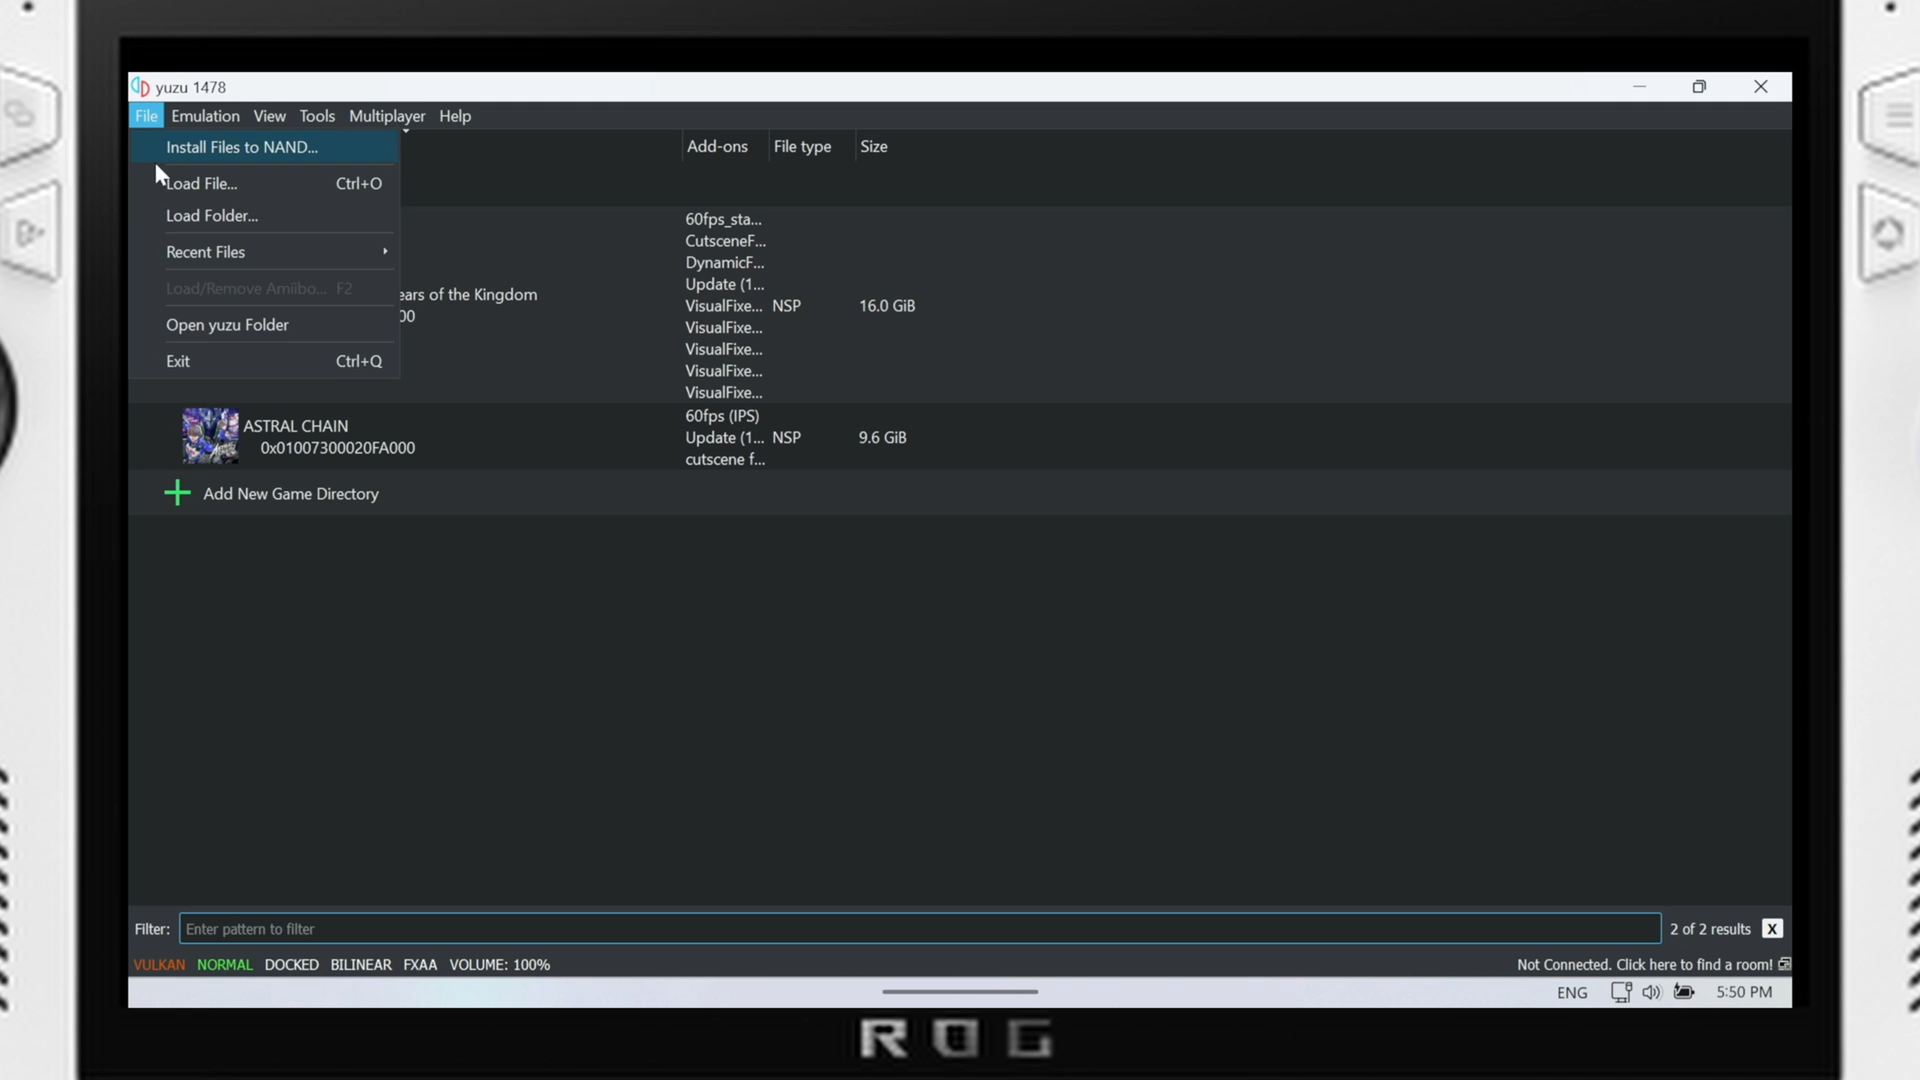 yuzu 1478
File Emulation View Tools Multiplayer Help
Install Files to NAND...
Load File... Ctrl+O
Load Folder...
Recent Files
Load/Remove Amiibo... F2
Open yuzu Folder
Exit Ctrl+Q
Add-ons File type Size
ears of the Kingdom
00
60fps_sta...
CutsceneF...
DynamicF...
Update (1...
VisualFixe... NSP 16.0 GiB
VisualFixe...
VisualFixe...
VisualFixe...
VisualFixe...
ASTRAL CHAIN
0x01007300020FA000
60fps (IPS)
Update (1... NSP 9.6 GiB
cutscene f...
Add New Game Directory
Filter: Enter pattern to filter 2 of 2 results X
VULKAN NORMAL DOCKED BILINEAR FXAA VOLUME: 100% Not Connected. Click here to find a room!
ENG 5:50 PM
ROG